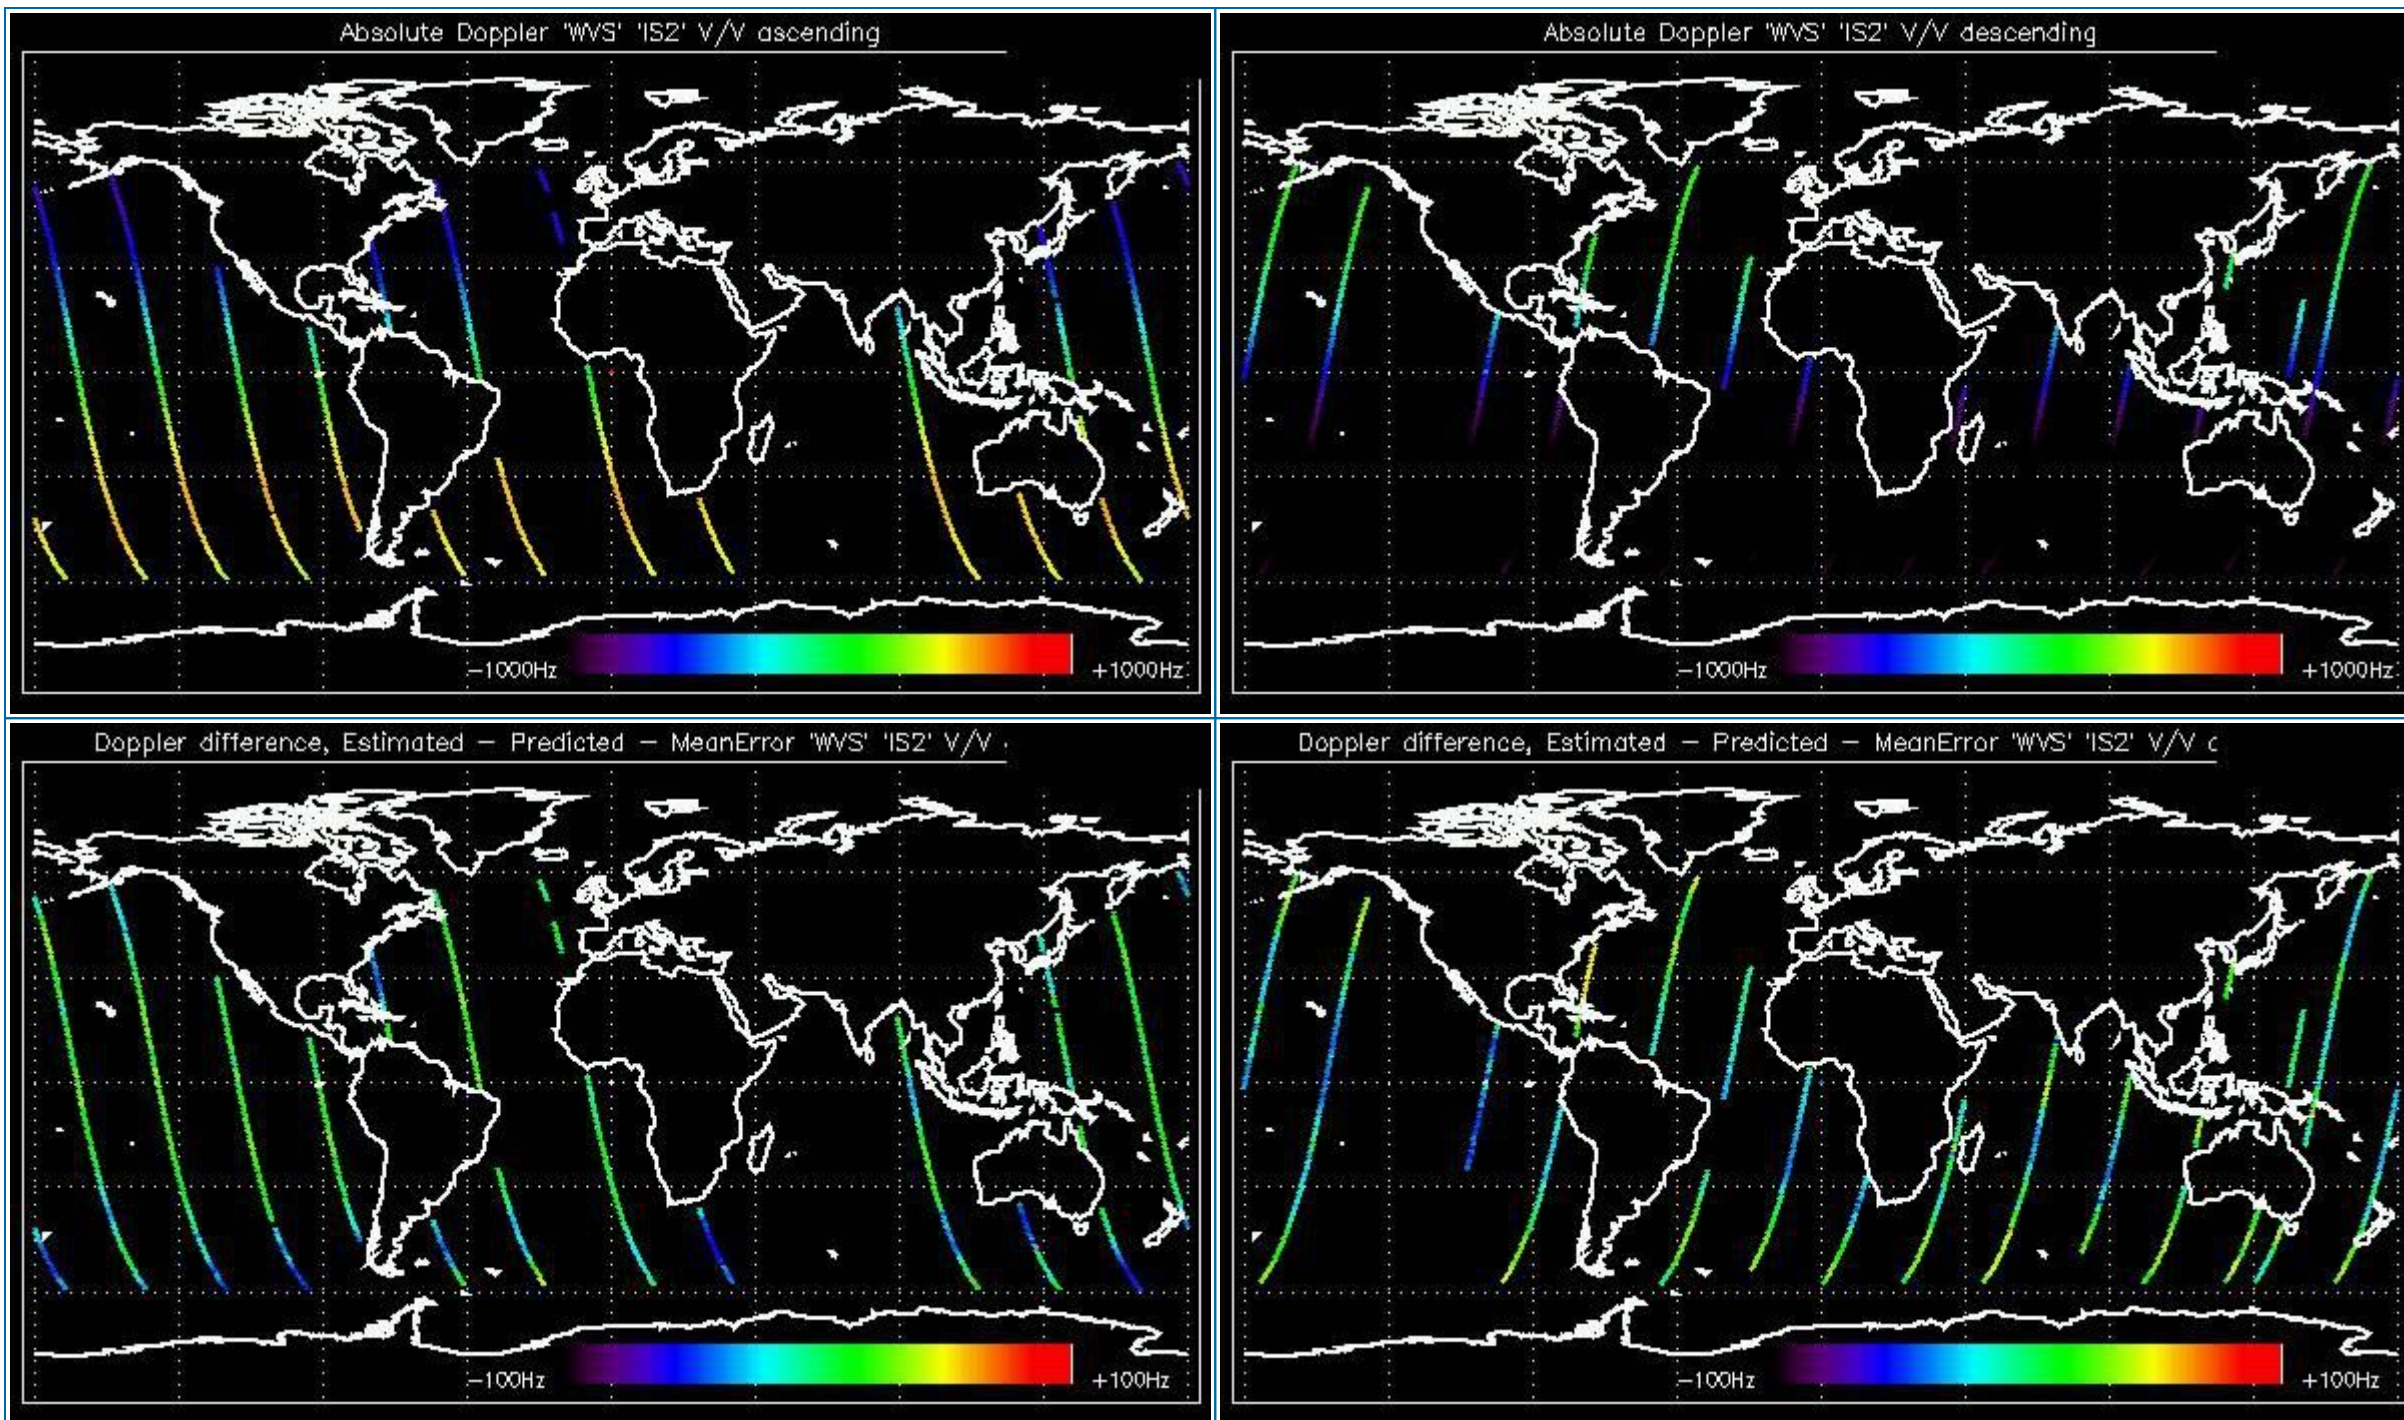 Absolute Doppler 'WVS' 'IS2' V/V ascending
-1000Hz +1000Hz
Absolute Doppler 'WVS' 'IS2' V/V descending
-1000Hz +1000Hz
Doppler difference, Estimated - Predicted - MeanError 'WVS' 'IS2' V/V
-100Hz +100Hz
Doppler difference, Estimated - Predicted - MeanError 'WVS' 'IS2' V/V
-100Hz +100Hz